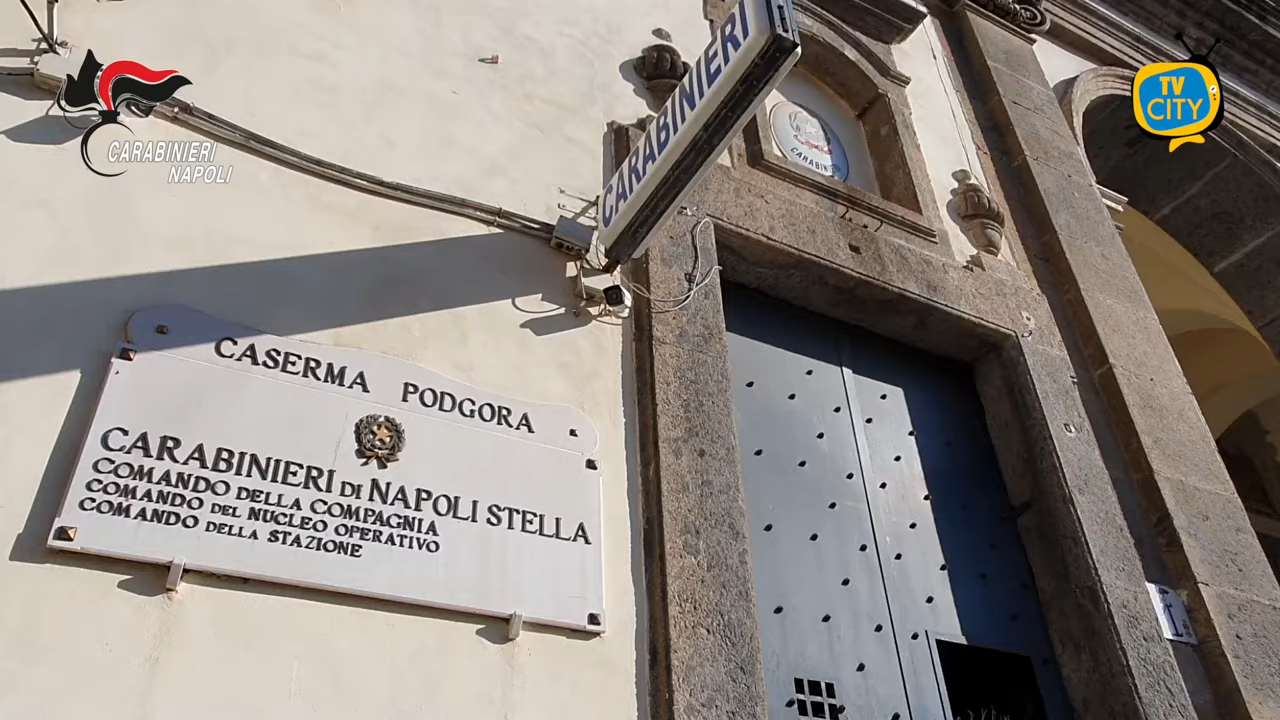 CARABINIERI
NAPOLI
TV
CITY
CARABINIERI
CARABINIERI
CASERMA PODGORA
CARABINIERI DI NAPOLI STELLA
COMANDO DELLA COMPAGNIA
COMANDO DEL NUCLEO OPERATIVO
COMANDO DELLA STAZIONE